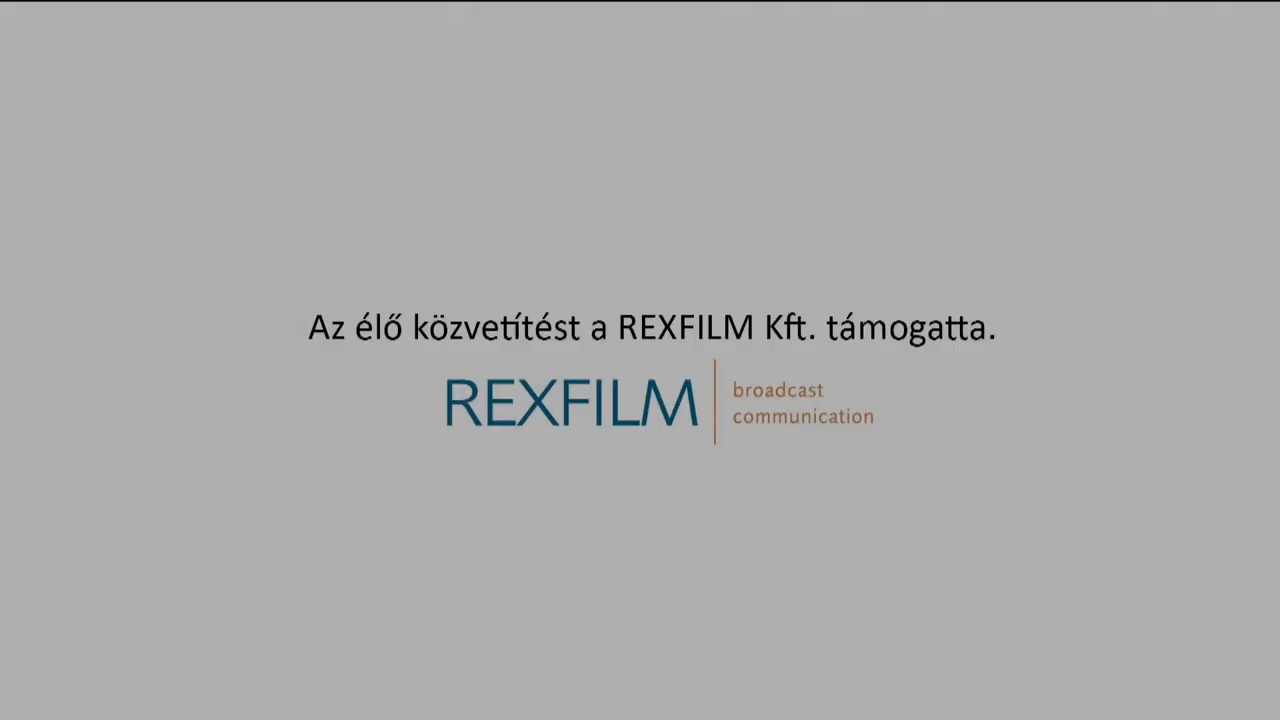 Az élő közvetítést a REXFILM Kft. támogatta.
REXFILM
broadcast
communication